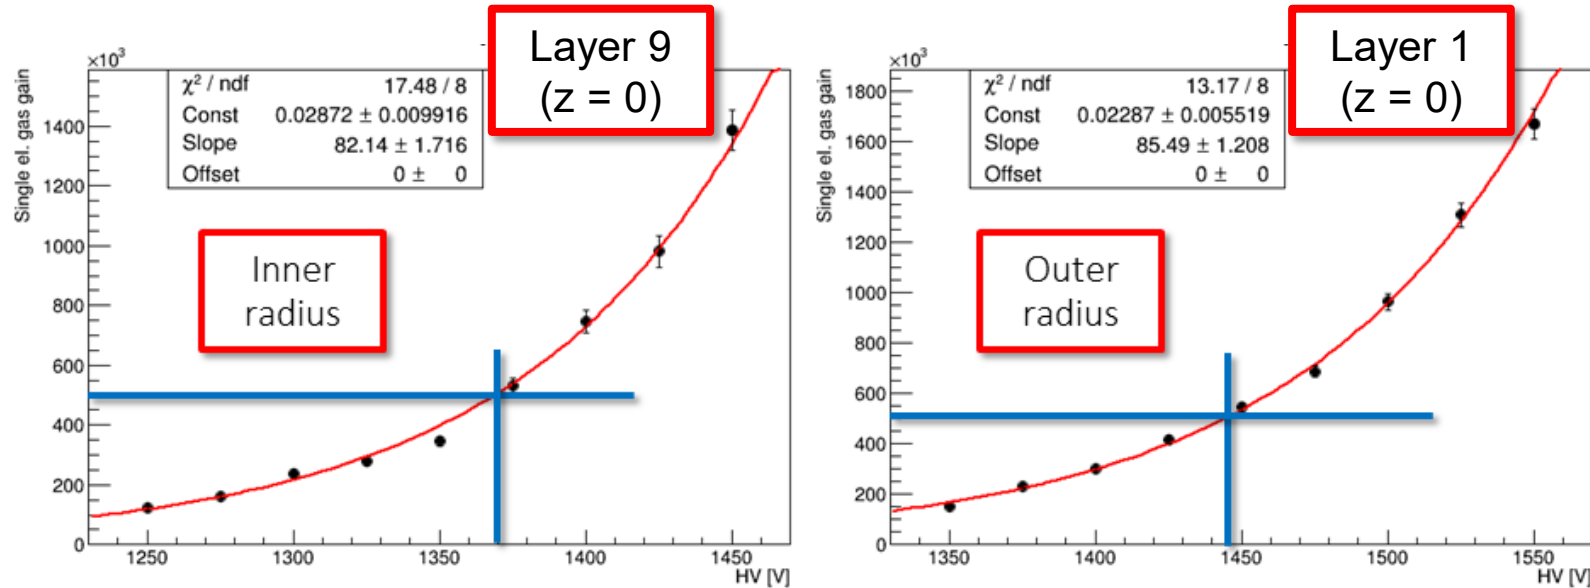 Layer 9
(z = 0)
×10³
χ² / ndf 17.48 / 8
Const 0.02872 ± 0.009916
Slope 82.14 ± 1.716
Offset 0 ± 0
Single el. gas gain
1400
1200
1000
800
600
400
200
0
Inner
radius
1250 1300 1350 1400 1450
HV [V]
Layer 1
(z = 0)
×10³
χ² / ndf 13.17 / 8
Const 0.02287 ± 0.005519
Slope 85.49 ± 1.208
Offset 0 ± 0
Single el. gas gain
1800
1600
1400
1200
1000
800
600
400
200
0
Outer
radius
1350 1400 1450 1500 1550
HV [V]